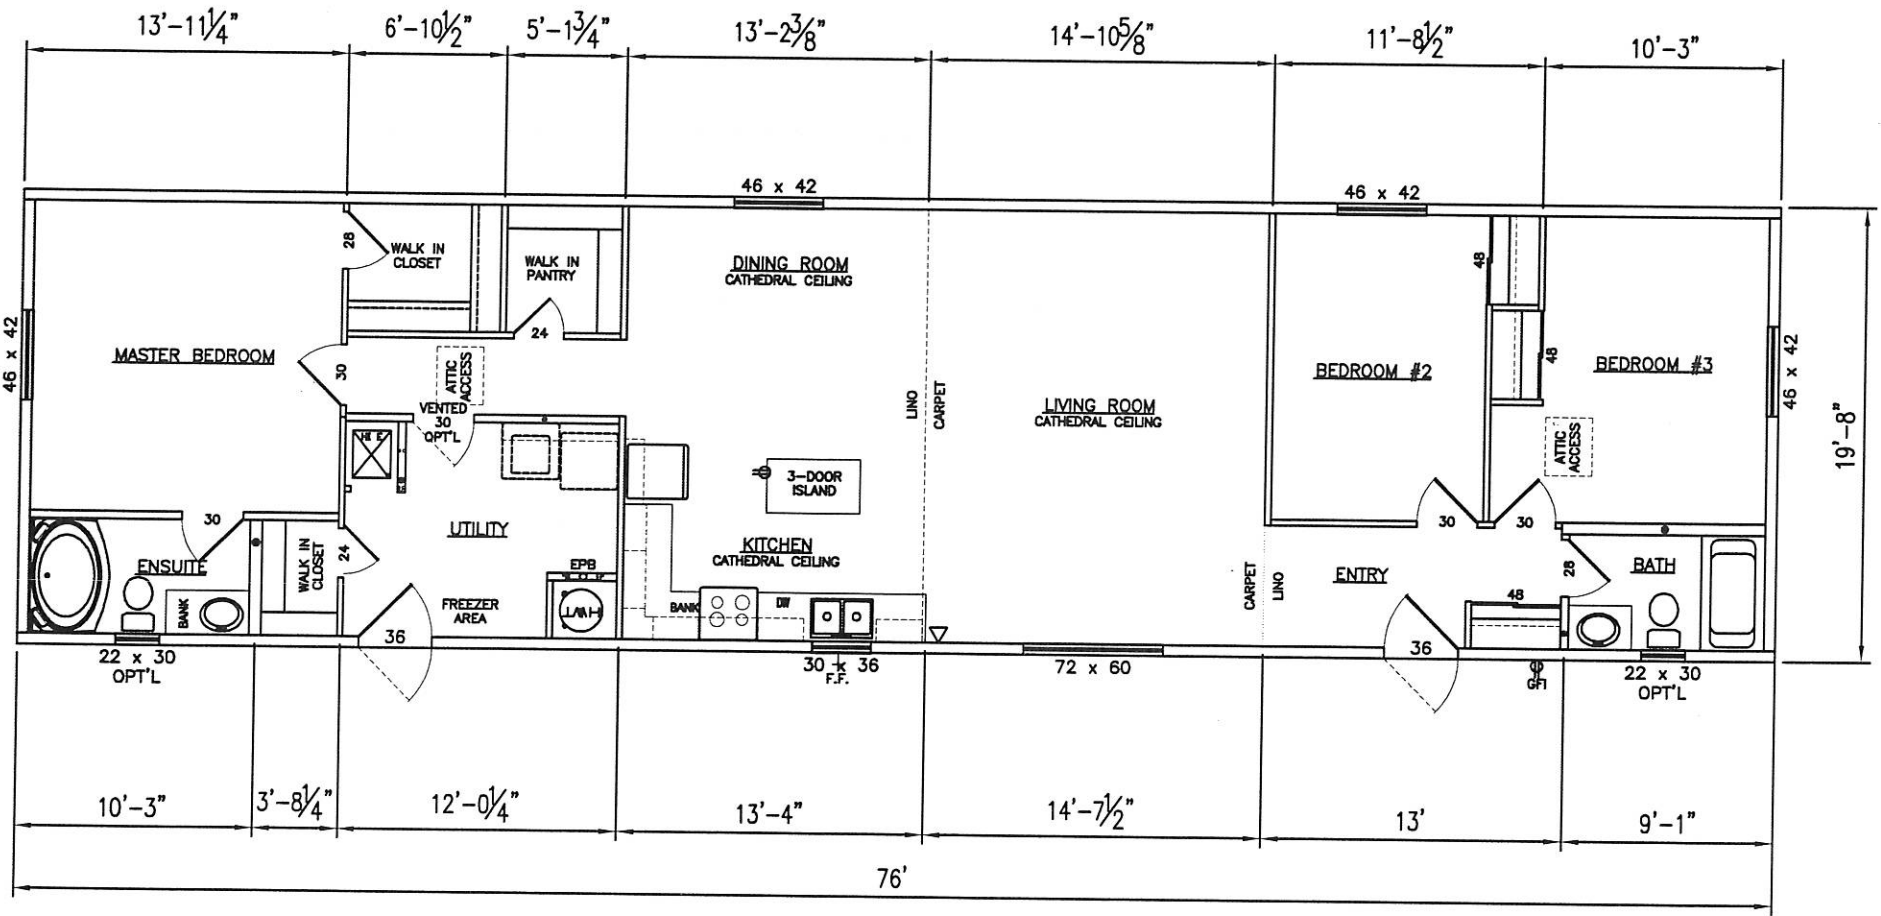 13'-11¼"
6'-10½"
5'-1¾"
13'-2⅜"
14'-10⅝"
11'-8½"
10'-3"
46 x 42
46 x 42
28
WALK IN
CLOSET
WALK IN
PANTRY
24
DINING ROOM
CATHEDRAL CEILING
48
48
46 x 42
MASTER BEDROOM
30
ATTIC
ACCESS
VENTED
30
OPT'L
LINO
CARPET
LIVING ROOM
CATHEDRAL CEILING
BEDROOM #2
BEDROOM #3
46 x 42
19'-8"
ATTIC
ACCESS
3-DOOR
ISLAND
30
UTILITY
KITCHEN
CATHEDRAL CEILING
30
30
ENSUITE
BANK
WALK IN
CLOSET
24
FREEZER
AREA
EPB
HWT
BANK
DW
CARPET
LINO
ENTRY
48
28
BATH
36
36
22 x 30
OPT'L
30 x 36
F.F.
72 x 60
GFI
22 x 30
OPT'L
10'-3"
3'-8¼"
12'-0¼"
13'-4"
14'-7½"
13'
9'-1"
76'